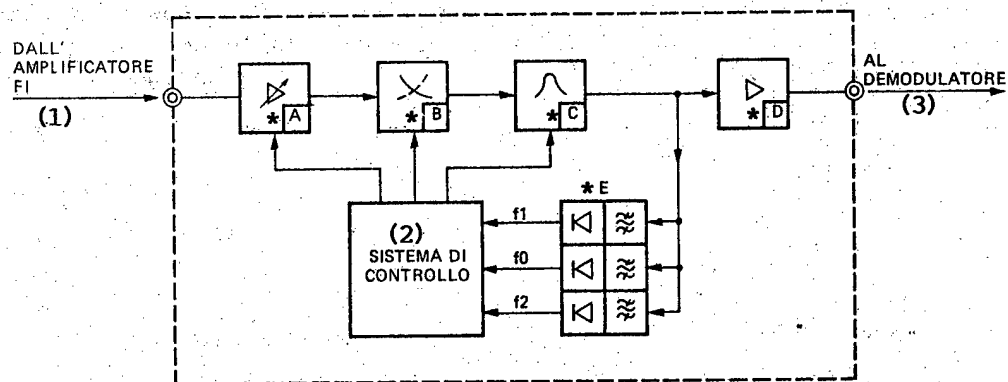 DALL'
AMPLIFICATORE
FI
(1)
* A
* B
* C
* D
AL
DEMODULATORE
(3)
* E
(2)
SISTEMA DI
CONTROLLO
f1
f0
f2